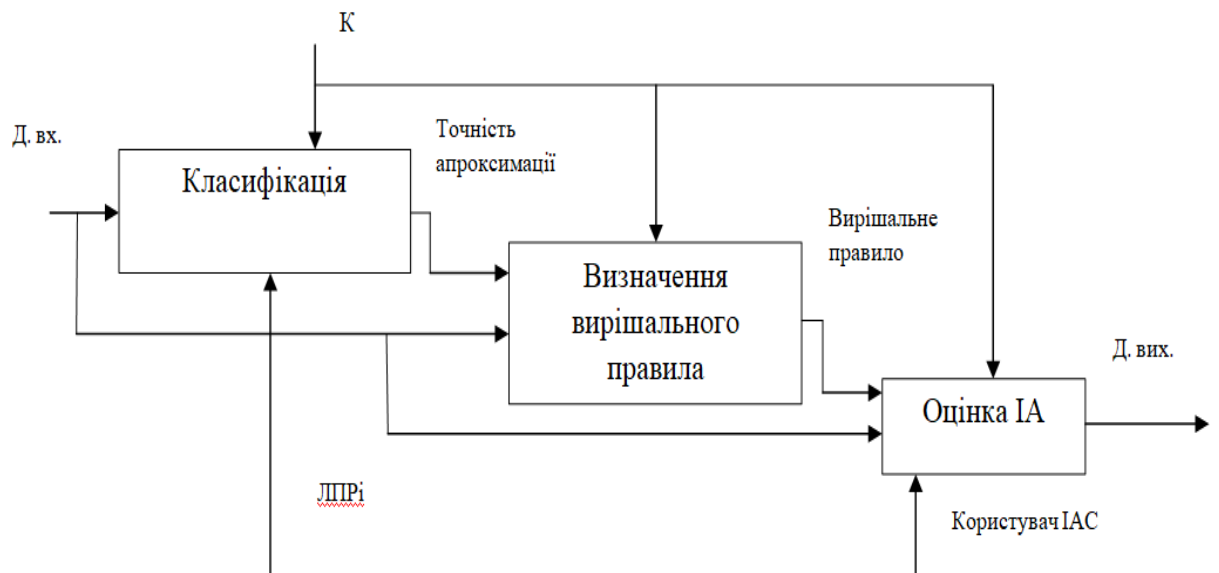 К
Д. вх.
Точність
апроксимації
Класифікація
Вирішальне
правило
Визначення
вирішального
правила
Д. вих.
Оцінка ІА
ЛПРі
Користувач ІАС